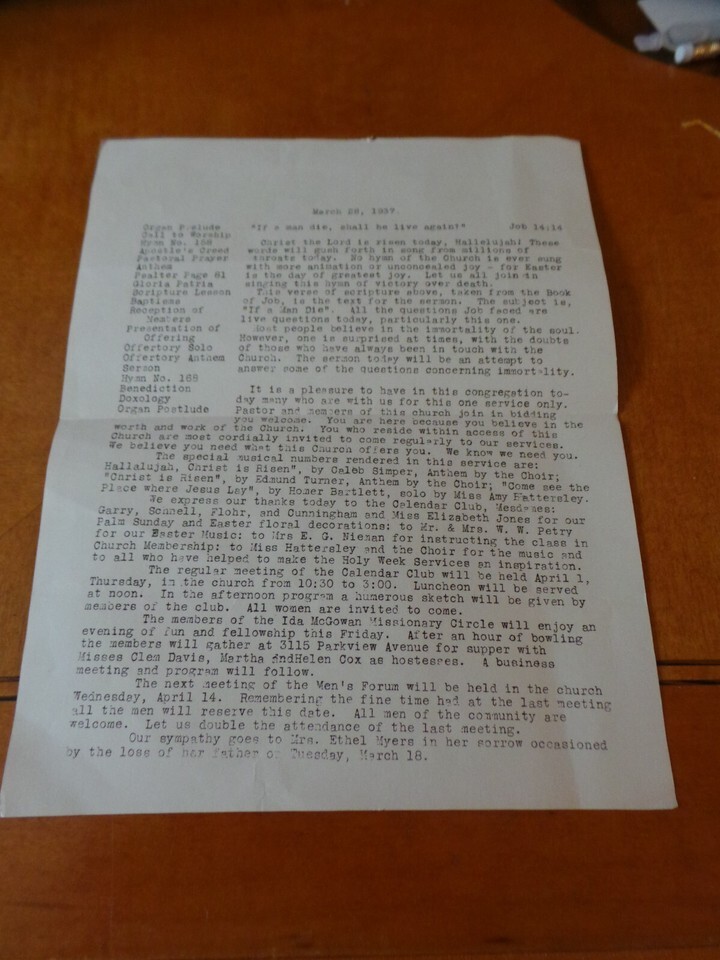 March 28, 1937.
Organ Prelude "If a man die, shall he live again?" Job 14:14
Call to Worship
Hymn No. 156 Christ the Lord is risen today, Hallelujah! These
Apostle's Creed words will gush forth in song from millions of
Pastoral Prayer throats today. No hymn of the Church is ever sung
Anthem with more animation or unconcealed joy - for Easter
Psalter Page 81 is the day of greatest joy. Let us all join in
Gloria Patria singing this hymn of victory over death.
Scripture Lesson This verse of scripture above, taken from the Book
Baptisms of Job, is the text for the sermon. The subject is,
Reception of "If a Man Die". All the questions Job faced are
Members live questions today, particularly this one.
Presentation of Most people believe in the immortality of the soul.
Offering However, one is surprised at times, with the doubts
Offertory Solo of those who have always been in touch with the
Offertory Anthem Church. The sermon today will be an attempt to
Sermon answer some of the questions concerning immortality.
Hymn No. 168
Benediction It is a pleasure to have in this congregation to-
Doxology day many who are with us for this one service only.
Organ Postlude Pastor and members of this church join in bidding
you welcome. You are here because you believe in the
worth and work of the Church. You who reside within access of this
Church are most cordially invited to come regularly to our services.
We believe you need what this Church offers you. We know we need you.
The special musical numbers rendered in this service are:
Hallalujah, Christ is Risen", by Caleb Simper, Anthem by the Choir;
"Christ is Risen", by Edmund Turner, Anthem by the Choir; "Come see the
Place where Jesus Lay", by Homer Bartlett, solo by Miss Amy Hattersley.
We express our thanks today to the Calendar Club, Mesdames:
Garry, Schnell, Flohr, and Cunningham and Miss Elizabeth Jones for our
Palm Sunday and Easter floral decorations: to Mr. & Mrs. W. W. Petry
for our Easter Music: to Mrs E. G. Nieman for instructing the class in
Church Membership: to Miss Hattersley and the Choir for the music and
to all who have helped to make the Holy Week Services an inspiration.
The regular meeting of the Calendar Club will be held April 1,
Thursday, in the church from 10:30 to 3:00. Luncheon will be served
at noon. In the afternoon program a humerous sketch will be given by
members of the club. All women are invited to come.
The members of the Ida McGowan Missionary Circle will enjoy an
evening of fun and fellowship this Friday. After an hour of bowling
the members will gather at 3115 Parkview Avenue for supper with
Misses Clem Davis, Martha AndHelen Cox as hostesses. A business
meeting and program will follow.
The next meeting of the Men's Forum will be held in the church
Wednesday, April 14. Remembering the fine time had at the last meeting
all the men will reserve this date. All men of the community are
welcome. Let us double the attendance of the last meeting.
Our sympathy goes to Mrs. Ethel Myers in her sorrow occasioned
by the loss of her father on Tuesday, March 18.